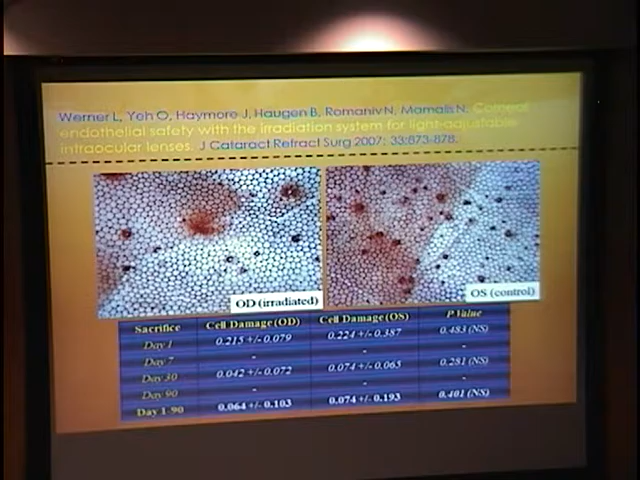 Werner L, Yeh O, Haymore J, Haugen B, Romaniv N, Mamalis N. Corneal
endothelial safety with the irradiation system for light-adjustable
intraocular lenses. J Cataract Refract Surg 2007; 33:873-878.
OD (irradiated)
OS (control)
Sacrifice Cell Damage (OD) Cell Damage (OS) P Value
Day 1 0.215 +/- 0.079 0.224 +/- 0.387 0.483 (NS)
Day 7 - - -
Day 30 0.042 +/- 0.072 0.074 +/- 0.065 0.281 (NS)
Day 90 - - -
Day 1-90 0.064 +/- 0.103 0.074 +/- 0.193 0.401 (NS)